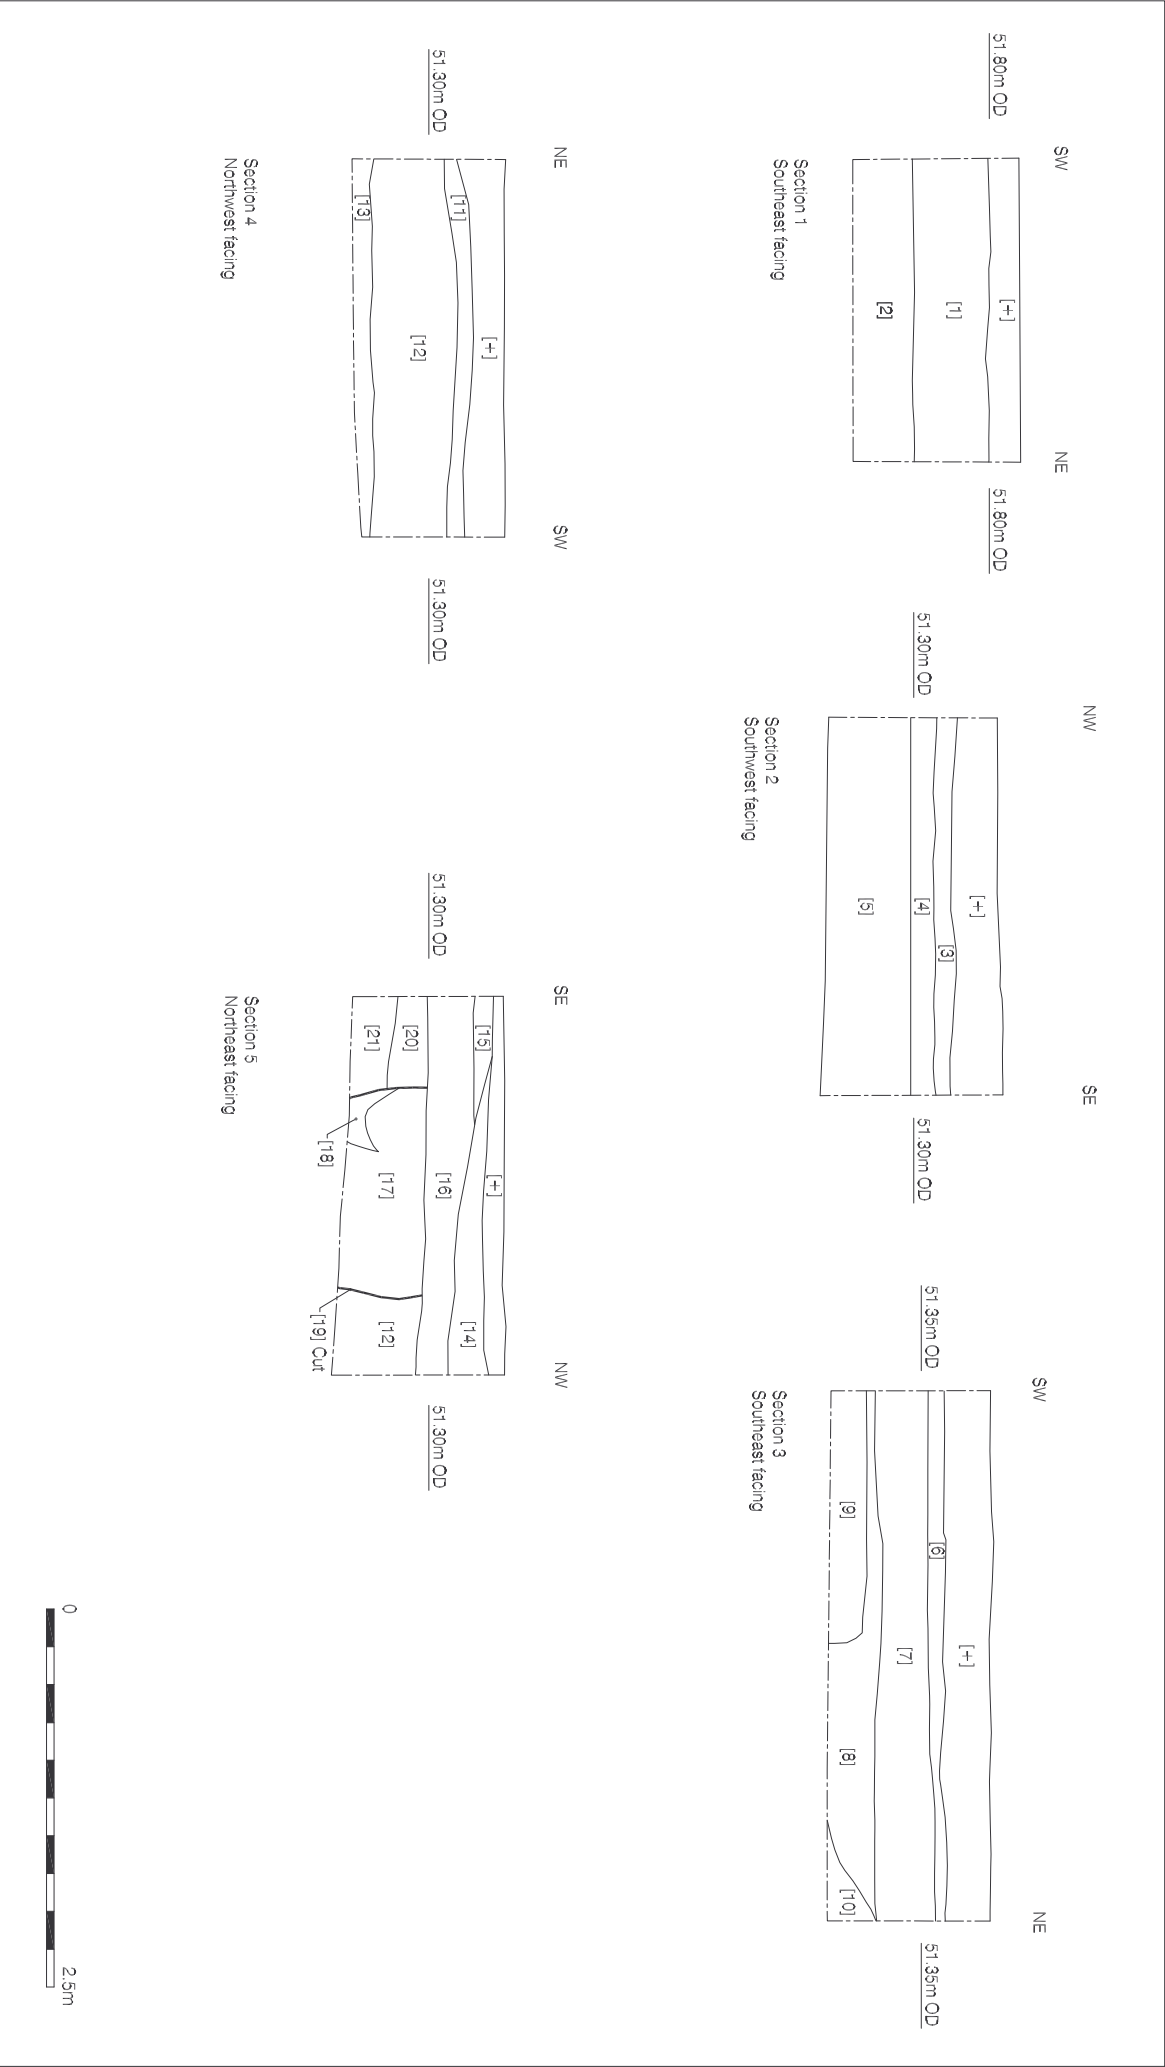 SW
NE
51.80m OD
51.80m OD
[+]
[1]
[2]
Section 1
Southeast facing
NW
SE
51.30m OD
51.30m OD
[+]
[3]
[4]
[5]
Section 2
Southwest facing
SW
NE
51.35m OD
51.35m OD
[+]
[6]
[7]
[9]
[8]
[10]
Section 3
Southeast facing
NE
SW
51.30m OD
51.30m OD
[+]
[11]
[12]
[13]
Section 4
Northwest facing
SE
NW
51.30m OD
51.30m OD
[+]
[15]
[14]
[16]
[20]
[21]
[17]
[12]
[18]
[19] Cut
Section 5
Northeast facing
0
2.5m